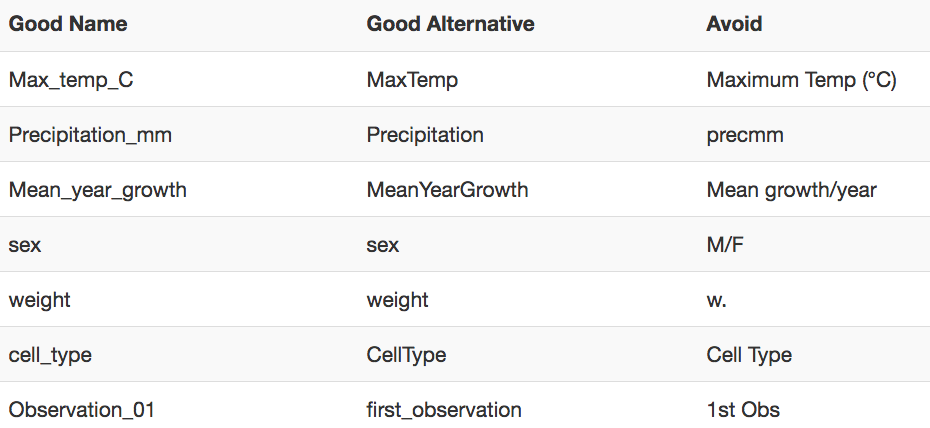 Good Name Good Alternative Avoid
Max_temp_C MaxTemp Maximum Temp (°C)
Precipitation_mm Precipitation precmm
Mean_year_growth MeanYearGrowth Mean growth/year
sex sex M/F
weight weight w.
cell_type CellType Cell Type
Observation_01 first_observation 1st Obs